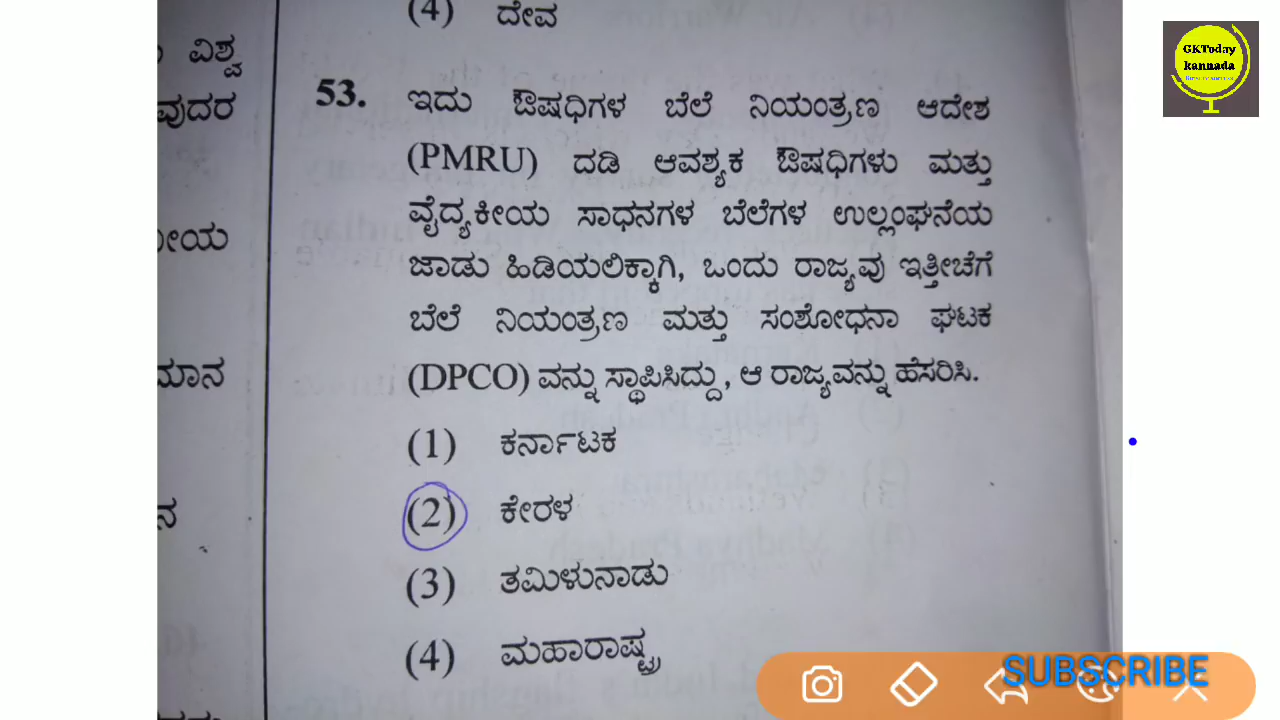 (4) ದೇವ
ವಿಶ್ವ
ವುದರ
ಮಾನ
53. ಇದು ಔಷಧಿಗಳ ಬೆಲೆ ನಿಯಂತ್ರಣ ಆದೇಶ
(PMRU) ದಡಿ ಆವಶ್ಯಕ ಔಷಧಿಗಳು ಮತ್ತು
ವೈದ್ಯಕೀಯ ಸಾಧನಗಳ ಬೆಲೆಗಳ ಉಲ್ಲಂಘನೆಯ
ಜಾಡು ಹಿಡಿಯಲಿಕ್ಕಾಗಿ, ಒಂದು ರಾಜ್ಯವು ಇತ್ತೀಚೆಗೆ
ಬೆಲೆ ನಿಯಂತ್ರಣ ಮತ್ತು ಸಂಶೋಧನಾ ಘಟಕ
(DPCO) ವನ್ನು ಸ್ಥಾಪಿಸಿದ್ದು, ಆ ರಾಜ್ಯವನ್ನು ಹೆಸರಿಸಿ.
(1) ಕರ್ನಾಟಕ
(2) ಕೇರಳ
(3) ತಮಿಳುನಾಡು
(4) ಮಹಾರಾಷ್ಟ್ರ
GKToday
kannada
SUBSCRIBE